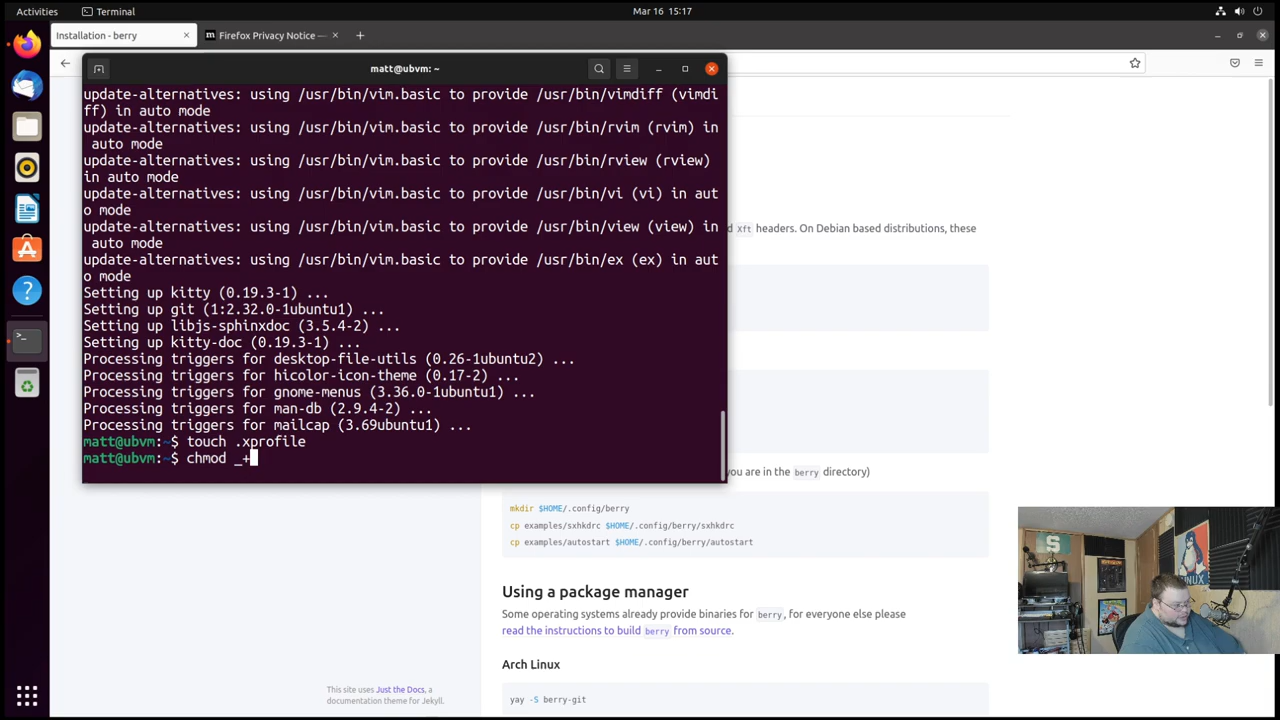 Activities
Terminal
Mar 16 15:17
Installation - berry
Firefox Privacy Notice —
matt@ubvm: ~
update-alternatives: using /usr/bin/vim.basic to provide /usr/bin/vimdiff (vimdi
ff) in auto mode
update-alternatives: using /usr/bin/vim.basic to provide /usr/bin/rvim (rvim) in
 auto mode
update-alternatives: using /usr/bin/vim.basic to provide /usr/bin/rview (rview)
in auto mode
update-alternatives: using /usr/bin/vim.basic to provide /usr/bin/vi (vi) in aut
o mode
update-alternatives: using /usr/bin/vim.basic to provide /usr/bin/view (view) in
 auto mode
update-alternatives: using /usr/bin/vim.basic to provide /usr/bin/ex (ex) in aut
o mode
Setting up kitty (0.19.3-1) ...
Setting up git (1:2.32.0-1ubuntu1) ...
Setting up libjs-sphinxdoc (3.5.4-2) ...
Setting up kitty-doc (0.19.3-1) ...
Processing triggers for desktop-file-utils (0.26-1ubuntu2) ...
Processing triggers for hicolor-icon-theme (0.17-2) ...
Processing triggers for gnome-menus (3.36.0-1ubuntu1) ...
Processing triggers for man-db (2.9.4-2) ...
Processing triggers for mailcap (3.69ubuntu1) ...
matt@ubvm:~$ touch .xprofile
matt@ubvm:~$ chmod _+
Xft headers. On Debian based distributions, these
you are in the berry directory)
mkdir $HOME/.config/berry
cp examples/sxhkdrc $HOME/.config/berry/sxhkdrc
cp examples/autostart $HOME/.config/berry/autostart
Using a package manager
Some operating systems already provide binaries for berry, for everyone else please
read the instructions to build berry from source.
Arch Linux
yay -S berry-git
This site uses Just the Docs, a
documentation theme for Jekyll.
LINUX